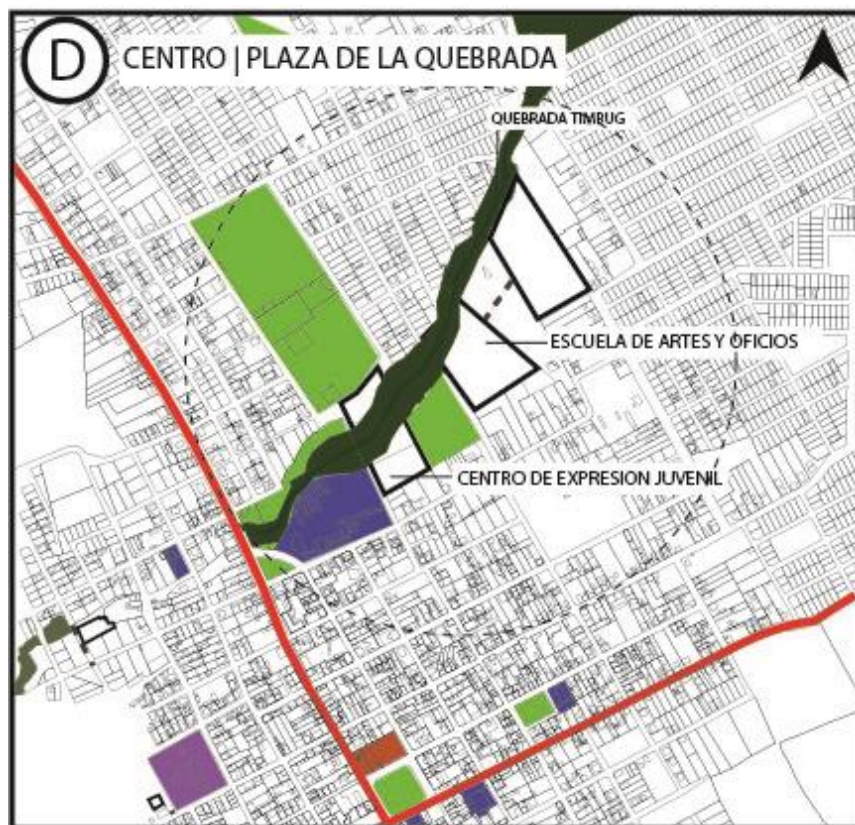 D
CENTRO | PLAZA DE LA QUEBRADA
QUEBRADA TIMBUG
ESCUELA DE ARTES Y OFICIOS
CENTRO DE EXPRESION JUVENIL